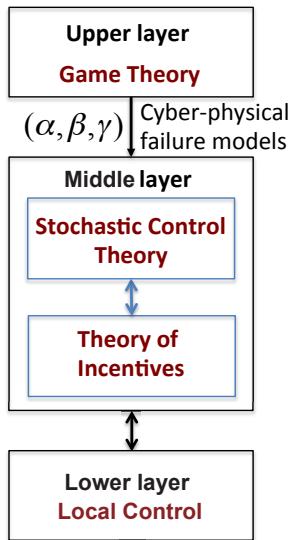 Upper layer
Game Theory
(α, β, γ)
Cyber-physical
failure models
Middle layer
Stochastic Control
Theory
Theory of
Incentives
Lower layer
Local Control